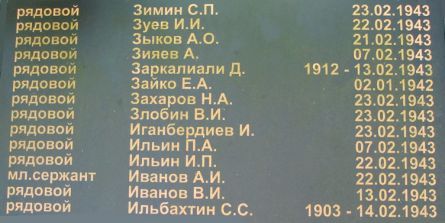 рядовой Зимин С.П. 23.02.1943
рядовой Зуев И.И. 22.02.1943
рядовой Зыков А.О. 21.02.1943
рядовой Зияев А. 07.02.1943
рядовой Заркалиали Д. 1912 - 13.02.1943
рядовой Зайко Е.А. 02.01.1942
рядовой Захаров Н.А. 23.02.1943
рядовой Злобин В.И. 23.02.1943
рядовой Иганбердиев И. 23.02.1943
рядовой Ильин П.А. 07.02.1943
рядовой Ильин И.П. 22.02.1943
мл.сержант Иванов А.И. 22.02.1943
рядовой Иванов В.И. 13.02.1943
рядовой Ильбахтин С.С. 1903 - 14.02.1943